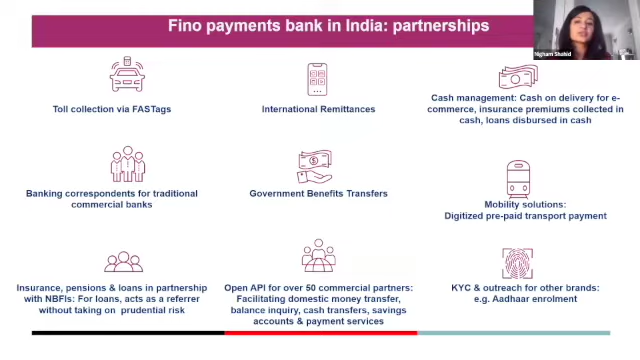 Fino payments bank in India: partnerships
Nigham Shahid
Toll collection via FASTags
International Remittances
Cash management: Cash on delivery for e-
commerce, insurance premiums collected in
cash, loans disbursed in cash
Banking correspondents for traditional
commercial banks
Government Benefits Transfers
Mobility solutions:
Digitized pre-paid transport payment
Insurance, pensions & loans in partnership
with NBFIs: For loans, acts as a referrer
without taking on prudential risk
Open API for over 50 commercial partners:
Facilitating domestic money transfer,
balance inquiry, cash transfers, savings
accounts & payment services
KYC & outreach for other brands:
e.g. Aadhaar enrolment